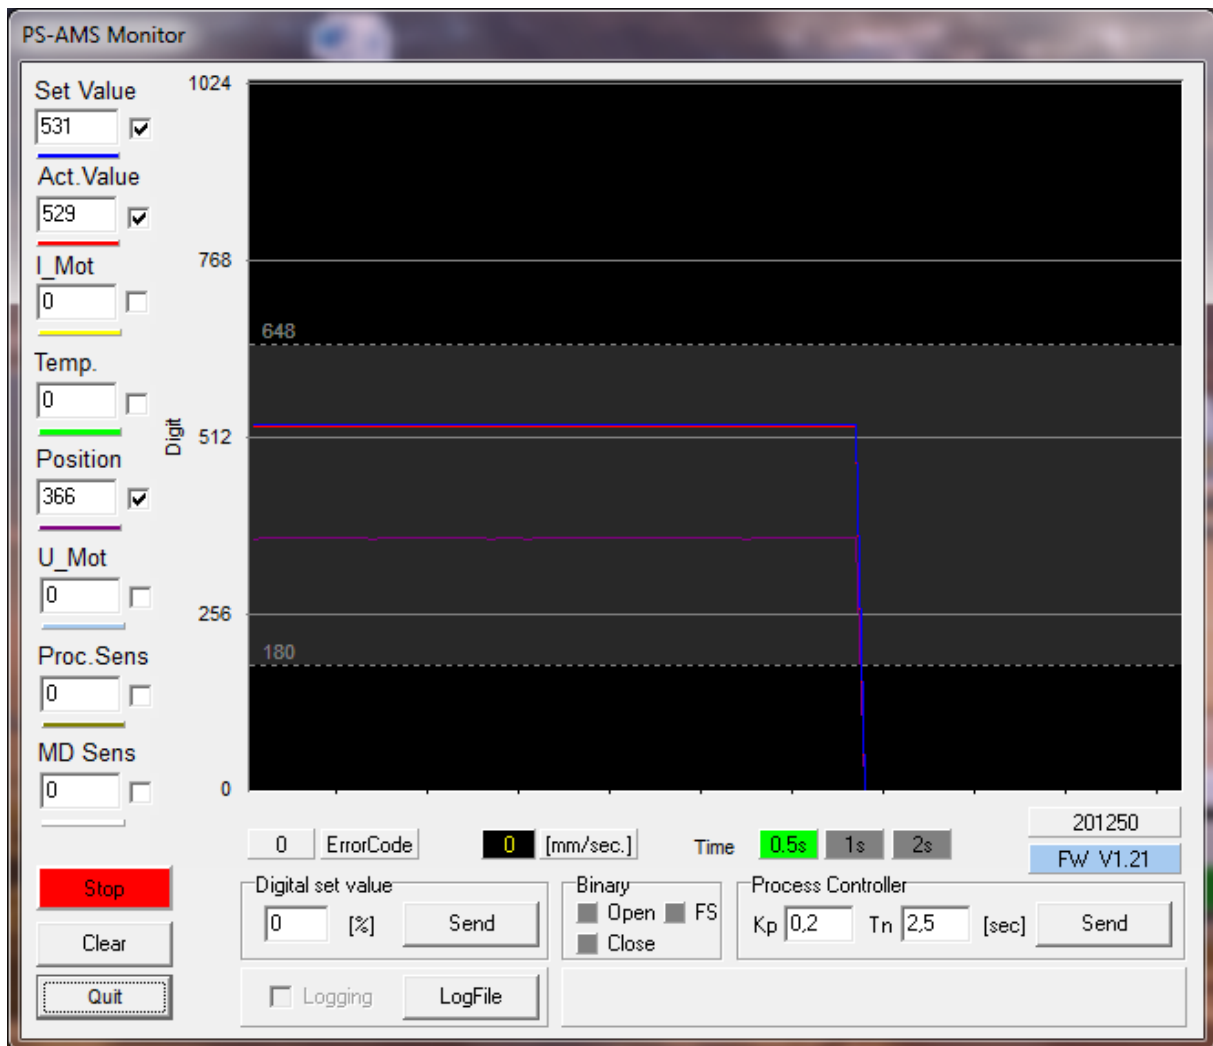 PS-AMS Monitor
Set Value
531
Act.Value
529
I_Mot
0
Temp.
0
Position
366
U_Mot
0
Proc.Sens
0
MD Sens
0
Digit
1024
768
648
512
256
180
0
0 ErrorCode 0 [mm/sec.] Time 0.5s 1s 2s
201250
FW V1.21
Stop
Clear
Quit
Digital set value
0 [%] Send
Binary
Open FS
Close
Process Controller
Kp 0,2 Tn 2,5 [sec] Send
Logging LogFile